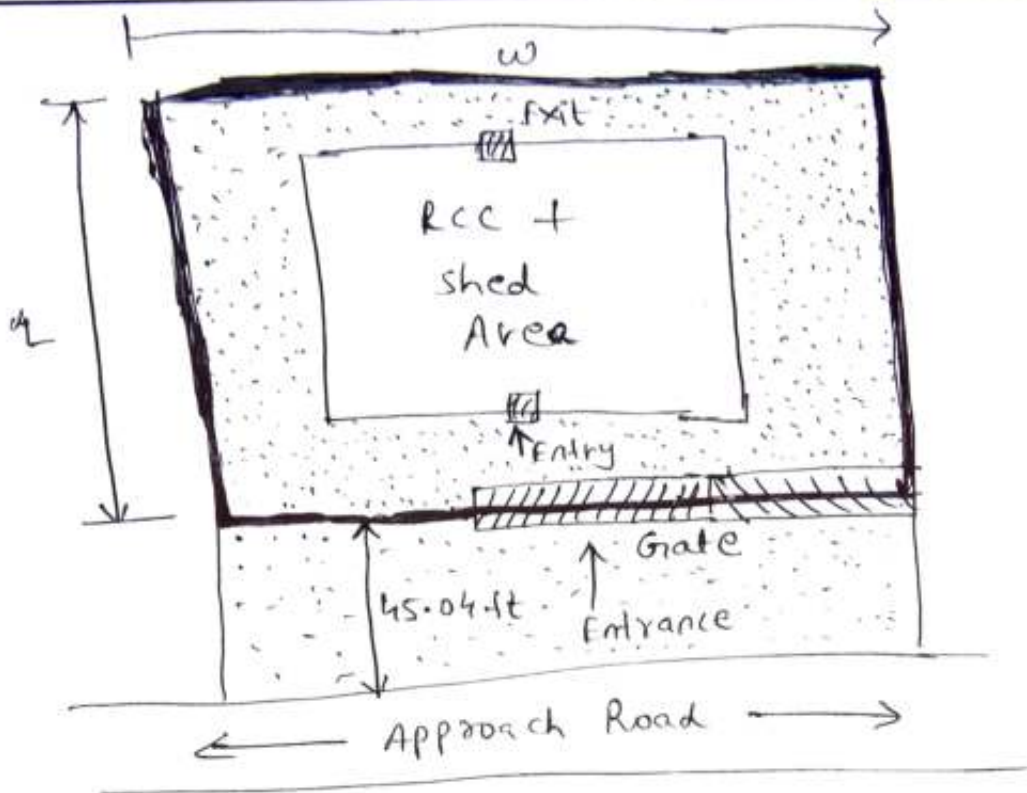 w
Exit
RCC +
shed
Area
Entry
Gate
45.04.ft
Entrance
Approach Road